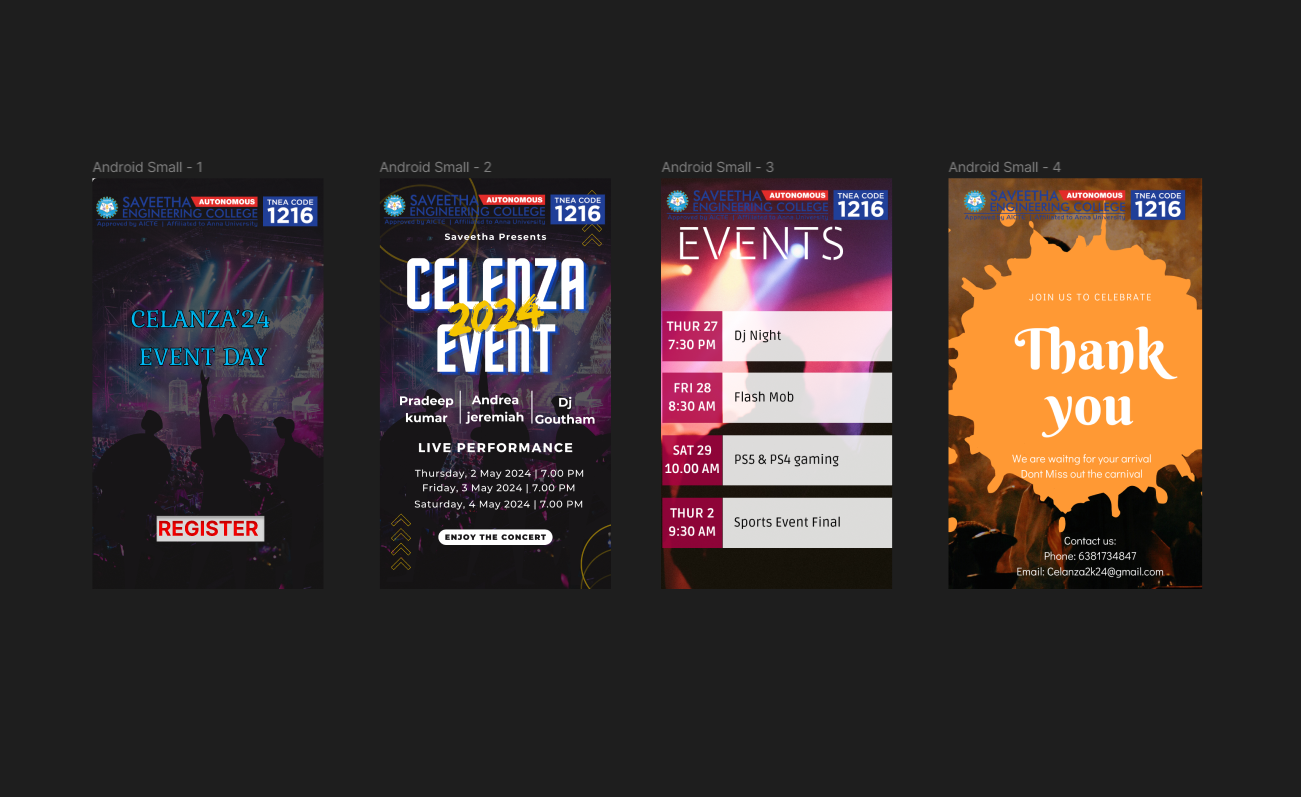 Android Small - 1
SAVEETHA AUTONOMOUS
ENGINEERING COLLEGE
Approved by AICTE | Affiliated to Anna University
TNEA CODE
1216
CELANZA'24
EVENT DAY
REGISTER
Android Small - 2
SAVEETHA AUTONOMOUS
ENGINEERING COLLEGE
Approved by AICTE | Affiliated to Anna University
TNEA CODE
1216
Saveetha Presents
CELENZA
2024
EVENT
Pradeep
kumar
Andrea
jeremiah
Dj
Goutham
LIVE PERFORMANCE
Thursday, 2 May 2024 | 7.00 PM
Friday, 3 May 2024 | 7.00 PM
Saturday, 4 May 2024 | 7.00 PM
ENJOY THE CONCERT
Android Small - 3
SAVEETHA AUTONOMOUS
ENGINEERING COLLEGE
Approved by AICTE | Affiliated to Anna University
TNEA CODE
1216
EVENTS
THUR 27
7:30 PM
Dj Night
FRI 28
8:30 AM
Flash Mob
SAT 29
10.00 AM
PS5 & PS4 gaming
THUR 2
9:30 AM
Sports Event Final
Android Small - 4
SAVEETHA AUTONOMOUS
ENGINEERING COLLEGE
Approved by AICTE | Affiliated to Anna University
TNEA CODE
1216
JOIN US TO CELEBRATE
Thank
you
We are waitng for your arrival
Dont Miss out the carnival
Contact us:
Phone: 6381734847
Email: Celanza2k24@gmail.com